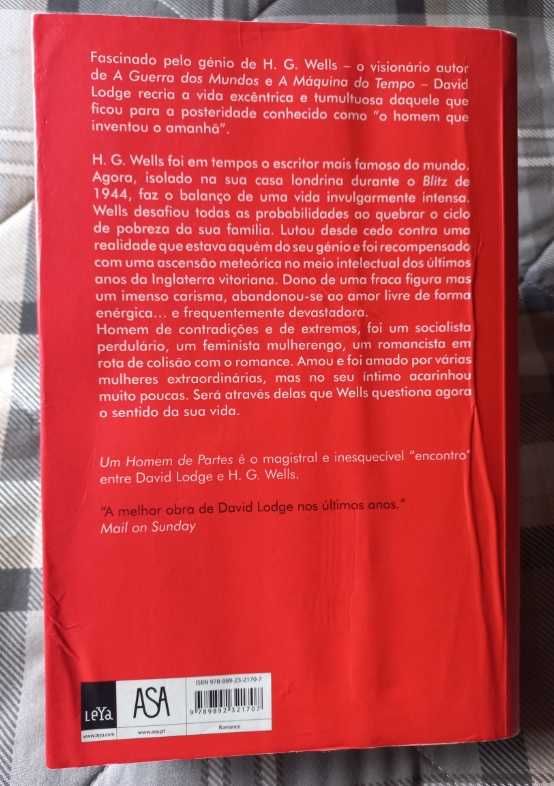 Fascinado pelo génio de H. G. Wells – o visionário autor
de A Guerra dos Mundos e A Máquina do Tempo – David
Lodge recria a vida excêntrica e tumultuosa daquele que
ficou para a posteridade conhecido como "o homem que
inventou o amanhã".
H. G. Wells foi em tempos o escritor mais famoso do mundo.
Agora, isolado na sua casa londrina durante o Blitz de
1944, faz o balanço de uma vida invulgarmente intensa.
Wells desafiou todas as probabilidades ao quebrar o ciclo
de pobreza da sua família. Lutou desde cedo contra uma
realidade que estava aquém do seu génio e foi recompensado
com uma ascensão meteórica no meio intelectual dos últimos
anos da Inglaterra vitoriana. Dono de uma fraca figura mas
um imenso carisma, abandonou-se ao amor livre de forma
enérgica... e frequentemente devastadora.
Homem de contradições e de extremos, foi um socialista
perdulário, um feminista mulherengo, um romancista em
rota de colisão com o romance. Amou e foi amado por várias
mulheres extraordinárias, mas no seu íntimo acarinhou
muito poucas. Será através delas que Wells questiona agora
o sentido da sua vida.
Um Homem de Partes é o magistral e inesquecível "encontro"
entre David Lodge e H. G. Wells.
"A melhor obra de David Lodge nos últimos anos."
Mail on Sunday
LeYa
www.leya.com
ASA
www.asa.pt
ISBN 978-989-23-2170-7
9 789892 321707
Romance